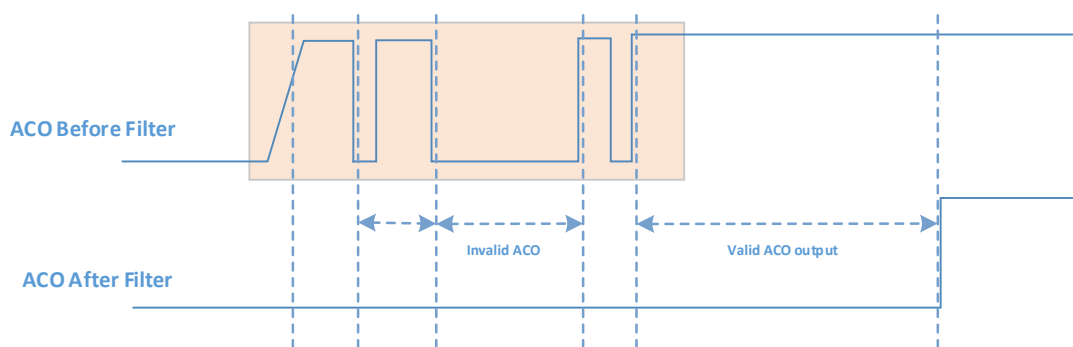 ACO Before Filter
Invalid ACO
Valid ACO output
ACO After Filter